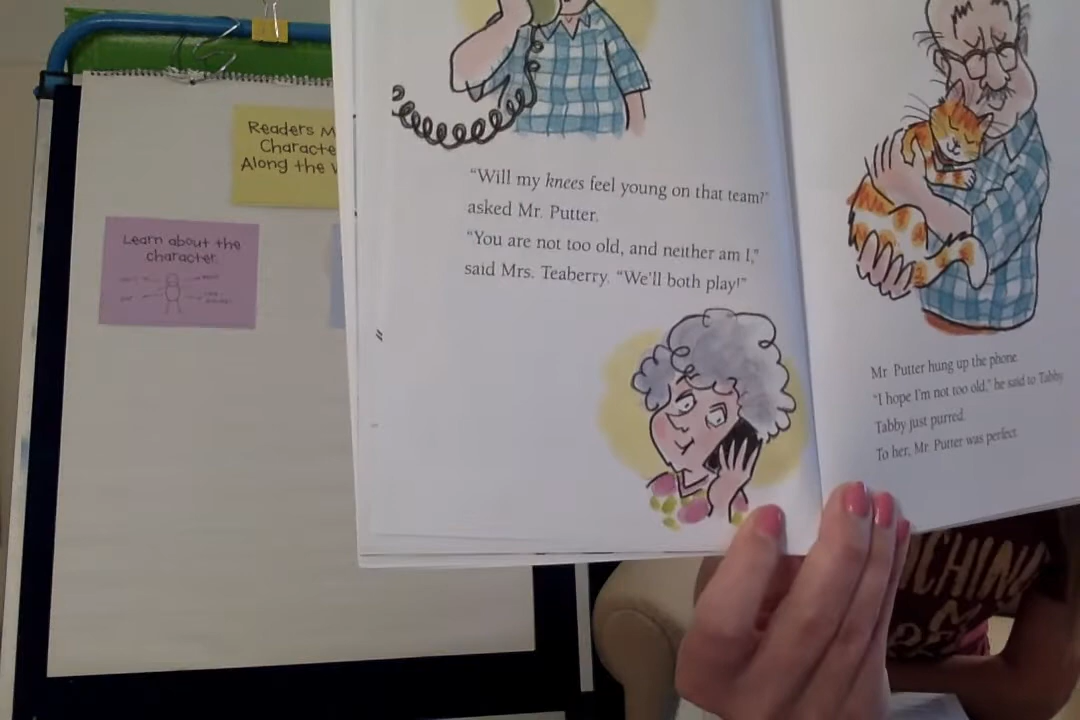 Readers M
Characte
Along the
Learn about the
character.
"Will my knees feel young on that team?"
asked Mr. Putter.
"You are not too old, and neither am I,"
said Mrs. Teaberry. "We'll both play!"
Mr. Putter hung up the phone.
"I hope I'm not too old," he said to Tabby.
Tabby just purred.
To her, Mr. Putter was perfect.